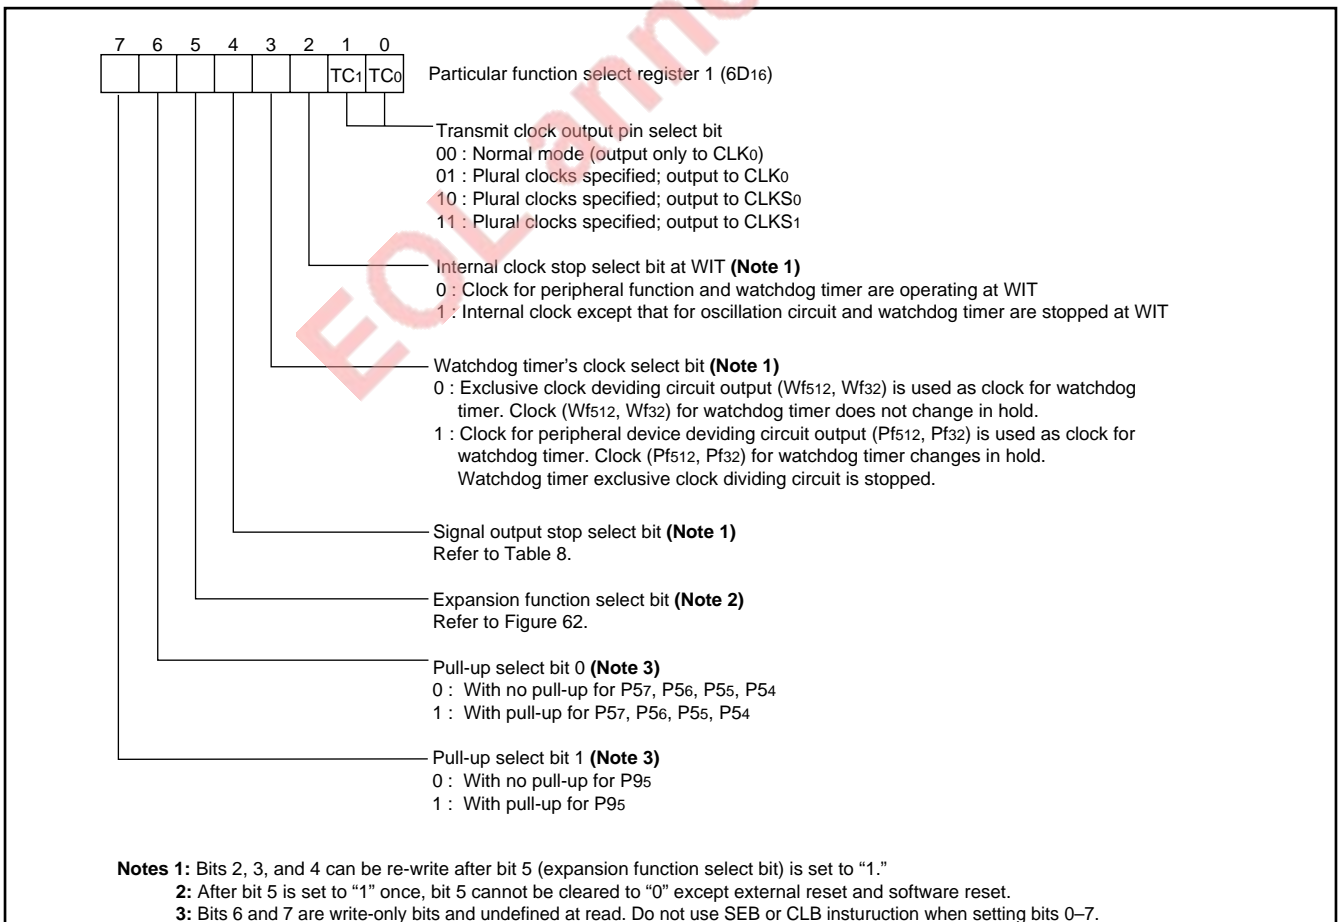 7 6 5 4 3 2 1 0
TC1 TC0 Particular function select register 1 (6D16)
Transmit clock output pin select bit
00 : Normal mode (output only to CLK0)
01 : Plural clocks specified; output to CLK0
10 : Plural clocks specified; output to CLKS0
11 : Plural clocks specified; output to CLKS1
Internal clock stop select bit at WIT (Note 1)
0 : Clock for peripheral function and watchdog timer are operating at WIT
1 : Internal clock except that for oscillation circuit and watchdog timer are stopped at WIT
Watchdog timer’s clock select bit (Note 1)
0 : Exclusive clock deviding circuit output (Wf512, Wf32) is used as clock for watchdog
timer. Clock (Wf512, Wf32) for watchdog timer does not change in hold.
1 : Clock for peripheral device deviding circuit output (Pf512, Pf32) is used as clock for
watchdog timer. Clock (Pf512, Pf32) for watchdog timer changes in hold.
Watchdog timer exclusive clock dividing circuit is stopped.
Signal output stop select bit (Note 1)
Refer to Table 8.
Expansion function select bit (Note 2)
Refer to Figure 62.
Pull-up select bit 0 (Note 3)
0 : With no pull-up for P57, P56, P55, P54
1 : With pull-up for P57, P56, P55, P54
Pull-up select bit 1 (Note 3)
0 : With no pull-up for P95
1 : With pull-up for P95
Notes 1: Bits 2, 3, and 4 can be re-write after bit 5 (expansion function select bit) is set to “1.”
2: After bit 5 is set to “1” once, bit 5 cannot be cleared to “0” except external reset and software reset.
3: Bits 6 and 7 are write-only bits and undefined at read. Do not use SEB or CLB insturuction when setting bits 0–7.
EOL